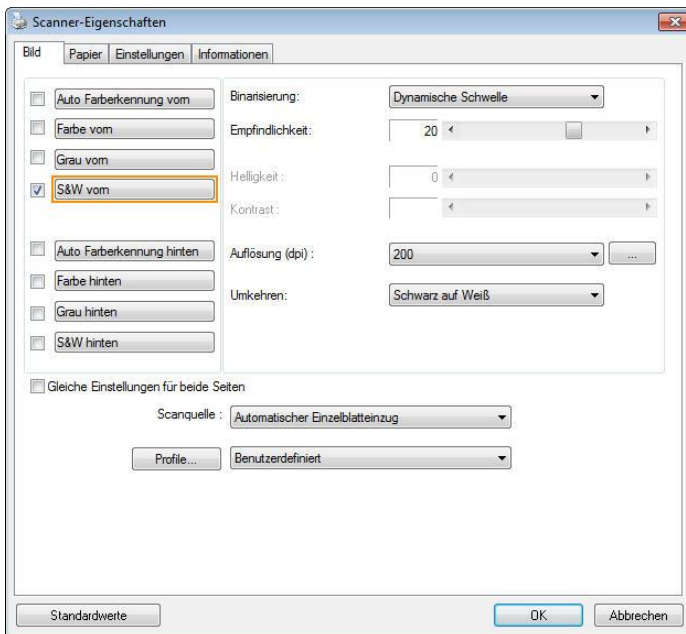 Scanner-Eigenschaften
Bild Papier Einstellungen Informationen
Auto Farberkennung vorn
Farbe vorn
Grau vorn
S&W vorn
Auto Farberkennung hinten
Farbe hinten
Grau hinten
S&W hinten
Binarisierung: Dynamische Schwelle
Empfindlichkeit: 20
Helligkeit : 0
Kontrast :
Auflösung (dpi) : 200 ...
Umkehren: Schwarz auf Weiß
Gleiche Einstellungen für beide Seiten
Scanquelle : Automatischer Einzelblatteinzug
Profile... Benutzerdefiniert
Standardwerte OK Abbrechen